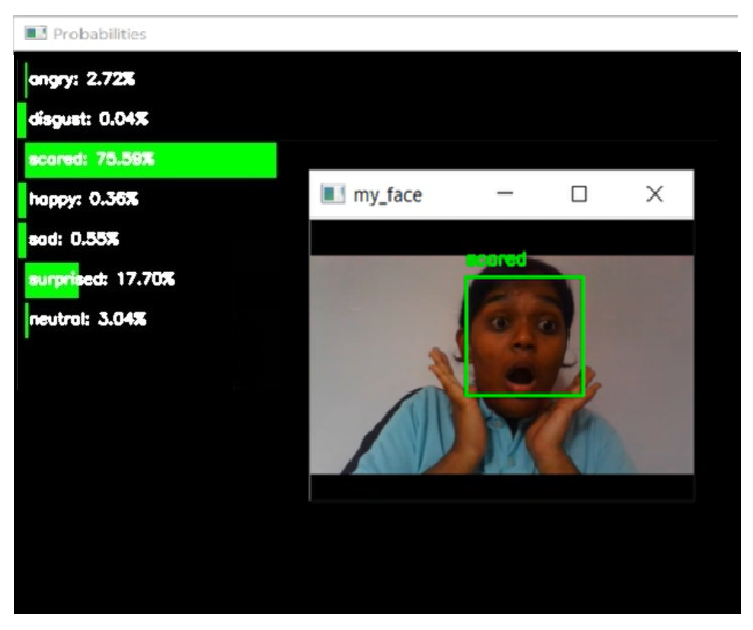 Probabilities
angry: 2.72%
disgust: 0.04%
scared: 75.59%
happy: 0.36%
sad: 0.55%
surprised: 17.70%
neutral: 3.04%
my_face
scared